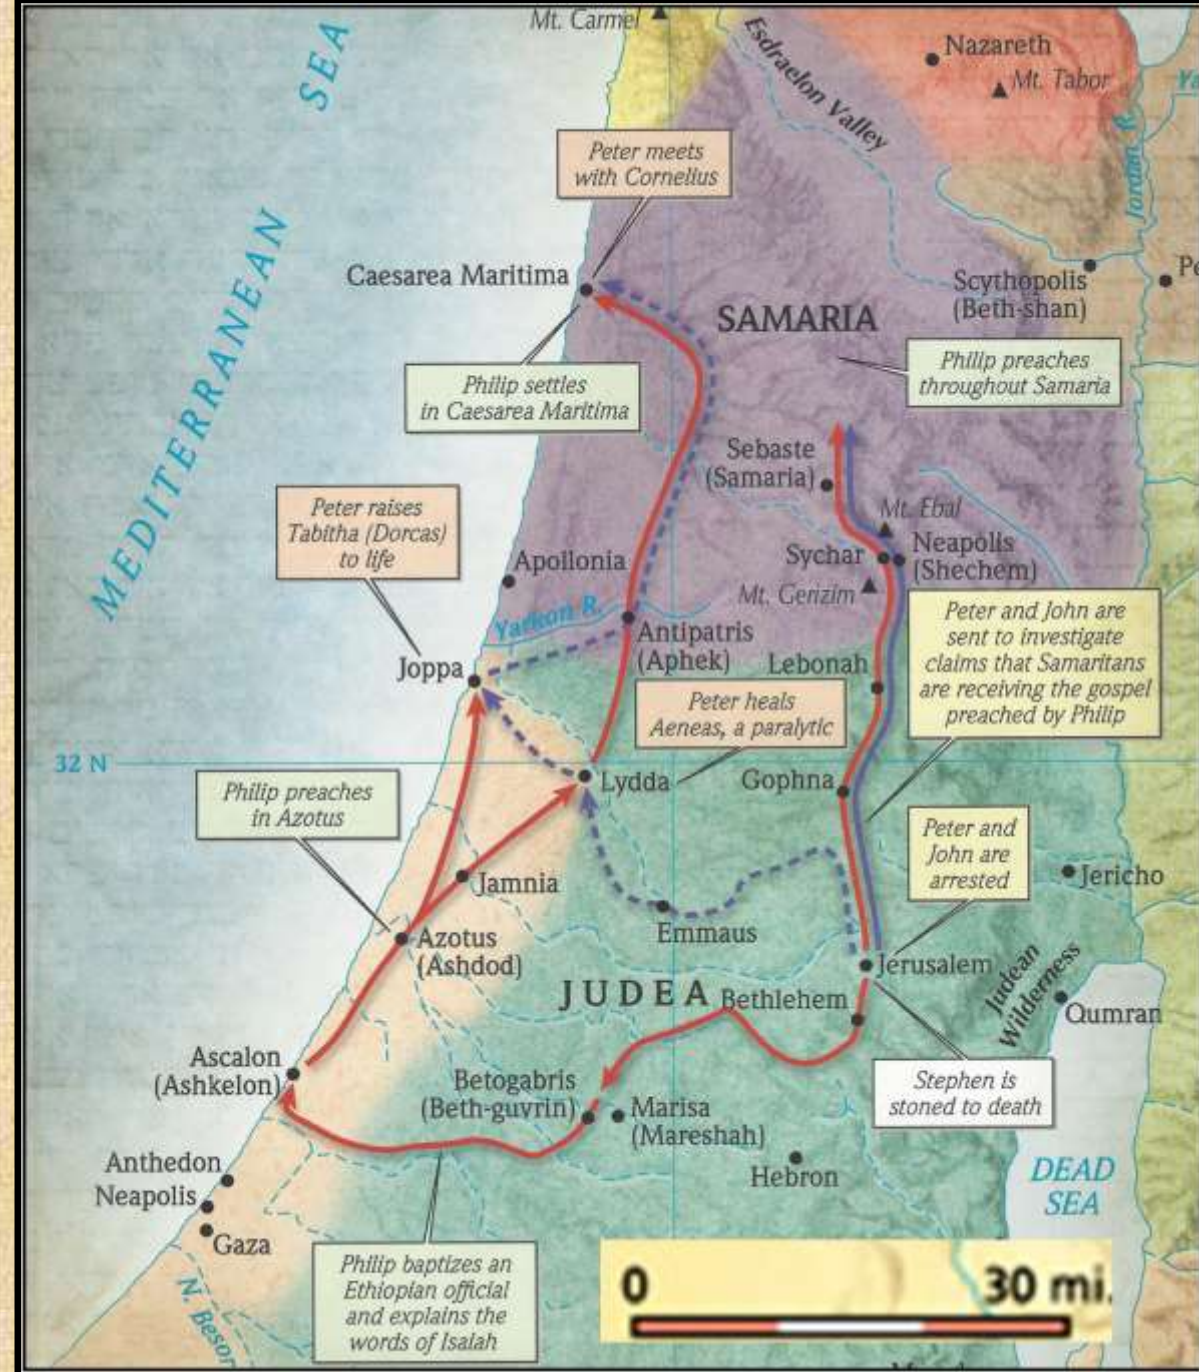 Mt. Carmel
Esdraelon Valley
Nazareth
Mt. Tabor
SEA
Jordan R.
Peter meets
with Cornelius
MEDITERRANEAN
Caesarea Maritima
Scythopolis
(Beth-shan)
SAMARIA
Philip preaches
throughout Samaria
Philip settles
in Caesarea Maritima
Sebaste
(Samaria)
Mt. Ebal
Peter raises
Tabitha (Dorcas)
to life
Apollonia
Sychar
Neapolis
(Shechem)
Mt. Gerizim
Yarkon R.
Antipatris
(Aphek)
Peter and John are
sent to investigate
claims that Samaritans
are receiving the gospel
preached by Philip
Joppa
Lebonah
Peter heals
Aeneas, a paralytic
32 N
Lydda
Gophna
Philip preaches
in Azotus
Peter and
John are
arrested
Jamnia
Jericho
Emmaus
Azotus
(Ashdod)
Jerusalem
Judean
Wilderness
JUDEA
Bethlehem
Qumran
Ascalon
(Ashkelon)
Betogabris
(Beth-guvrin)
Marisa
(Mareshah)
Stephen is
stoned to death
Anthedon
Neapolis
Hebron
DEAD
SEA
Gaza
Philip baptizes an
Ethiopian official
and explains the
words of Isaiah
N. Besor
0 30 mi.